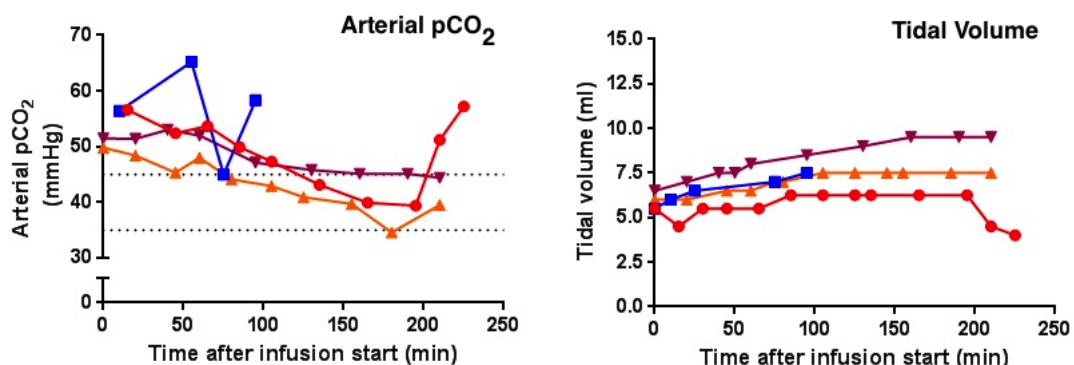 Arterial pCO2
70
60
50
40
30
0
Arterial pCO2
(mmHg)
0 50 100 150 200 250
Time after infusion start (min)
Tidal Volume
15.0
12.5
10.0
7.5
5.0
2.5
0.0
Tidal volume (ml)
0 50 100 150 200 250
Time after infusion start (min)